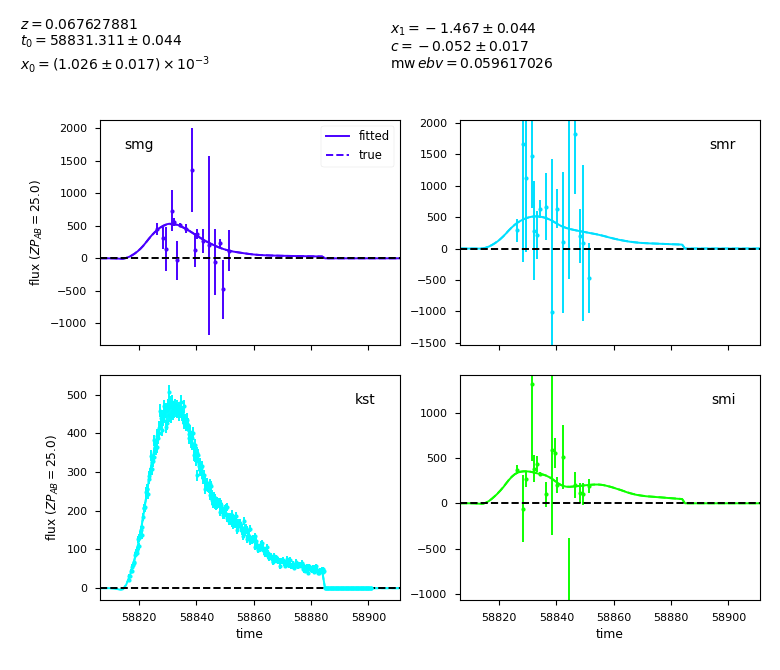 z = 0.067627881
t₀ = 58831.311 ± 0.044
x₀ = (1.026 ± 0.017) × 10⁻³
x₁ = −1.467 ± 0.044
c = −0.052 ± 0.017
mw ebv = 0.059617026
smg
fitted
true
2000
1500
1000
500
0
−500
−1000
flux (ZP_AB = 25.0)
smr
2000
1500
1000
500
0
−500
−1000
−1500
kst
500
400
300
200
100
0
flux (ZP_AB = 25.0)
58820 58840 58860 58880 58900
time
smi
1000
500
0
−500
−1000
58820 58840 58860 58880 58900
time